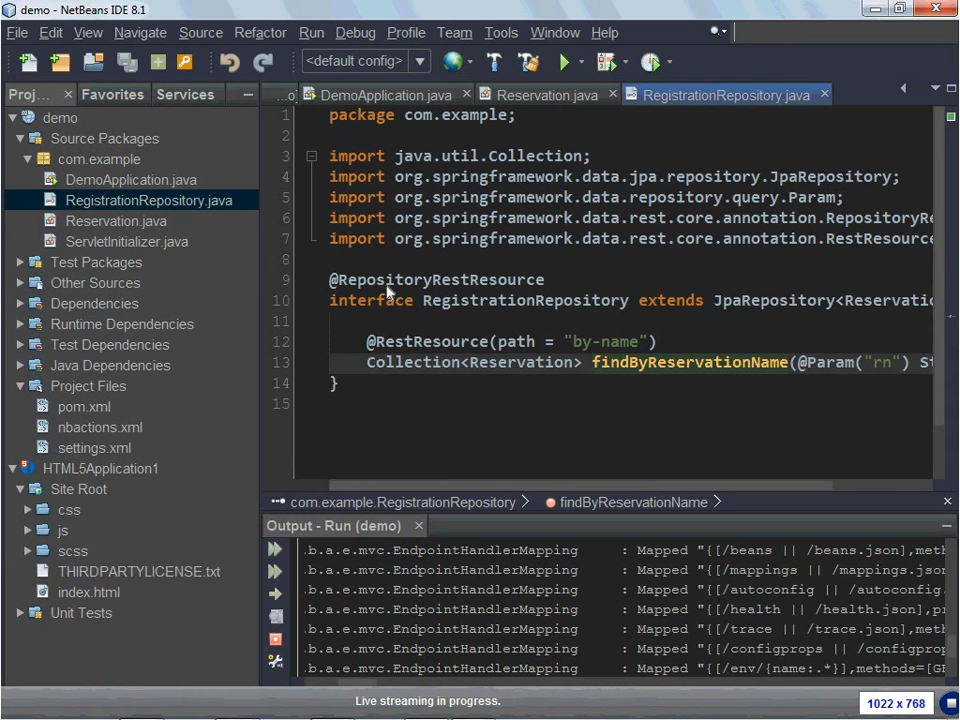 demo - NetBeans IDE 8.1
File Edit View Navigate Source Refactor Run Debug Profile Team Tools Window Help
<default config>
Proj... × Favorites Services
...o DemoApplication.java × Reservation.java × RegistrationRepository.java ×
demo
Source Packages
com.example
DemoApplication.java
RegistrationRepository.java
Reservation.java
ServletInitializer.java
Test Packages
Other Sources
Dependencies
Runtime Dependencies
Test Dependencies
Java Dependencies
Project Files
pom.xml
nbactions.xml
settings.xml
HTML5Application1
Site Root
css
js
scss
THIRDPARTYLICENSE.txt
index.html
Unit Tests
1 package com.example;
2
3 import java.util.Collection;
4 import org.springframework.data.jpa.repository.JpaRepository;
5 import org.springframework.data.repository.query.Param;
6 import org.springframework.data.rest.core.annotation.RepositoryRe
7 import org.springframework.data.rest.core.annotation.RestResource
8
9 @RepositoryRestResource
10 interface RegistrationRepository extends JpaRepository<Reservatio
11
12 @RestResource(path = "by-name")
13 Collection<Reservation> findByReservationName(@Param("rn") St
14 }
15
com.example.RegistrationRepository > findByReservationName >
Output - Run (demo) ×
.b.a.e.mvc.EndpointHandlerMapping : Mapped "{[/beans || /beans.json],meth
.b.a.e.mvc.EndpointHandlerMapping : Mapped "{[/mappings || /mappings.json
.b.a.e.mvc.EndpointHandlerMapping : Mapped "{[/autoconfig || /autoconfig.
.b.a.e.mvc.EndpointHandlerMapping : Mapped "{[/health || /health.json],pr
.b.a.e.mvc.EndpointHandlerMapping : Mapped "{[/trace || /trace.json],meth
.b.a.e.mvc.EndpointHandlerMapping : Mapped "{[/configprops || /configprop
.b.a.e.mvc.EndpointHandlerMapping : Mapped "{[/env/{name:.*}],methods=[GE
Live streaming in progress.
1022 x 768